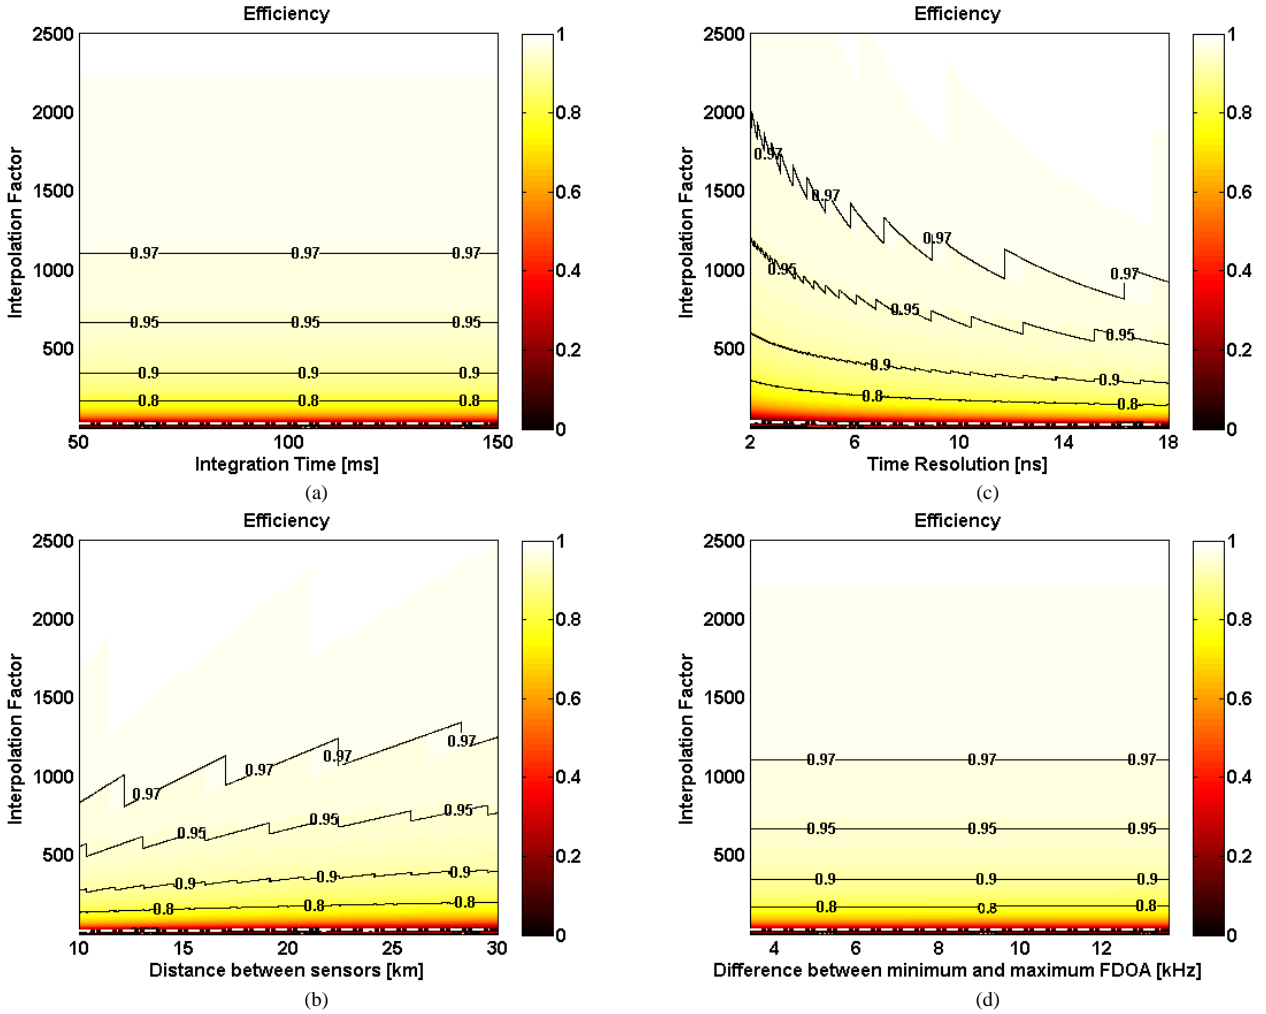 Efficiency
2500
2000
1500
1000
500
Interpolation Factor
0.97 0.97 0.97
0.95 0.95 0.95
0.9 0.9 0.9
0.8 0.8 0.8
50 100 150
Integration Time [ms]
1
0.8
0.6
0.4
0.2
0
(a)
Efficiency
2500
2000
1500
1000
500
Interpolation Factor
0.97 0.97 0.97 0.97
0.95 0.95 0.95
0.9 0.9
0.8 0.8
2 6 10 14 18
Time Resolution [ns]
1
0.8
0.6
0.4
0.2
0
(c)
Efficiency
2500
2000
1500
1000
500
Interpolation Factor
0.97 0.97 0.97 0.97
0.95 0.95 0.95
0.9 0.9 0.9
0.8 0.8 0.8
10 15 20 25 30
Distance between sensors [km]
1
0.8
0.6
0.4
0.2
0
(b)
Efficiency
2500
2000
1500
1000
500
Interpolation Factor
0.97 0.97 0.97
0.95 0.95 0.95
0.9 0.9 0.9
0.8 0.8 0.8
4 6 8 10 12
Difference between minimum and maximum FDOA [kHz]
1
0.8
0.6
0.4
0.2
0
(d)